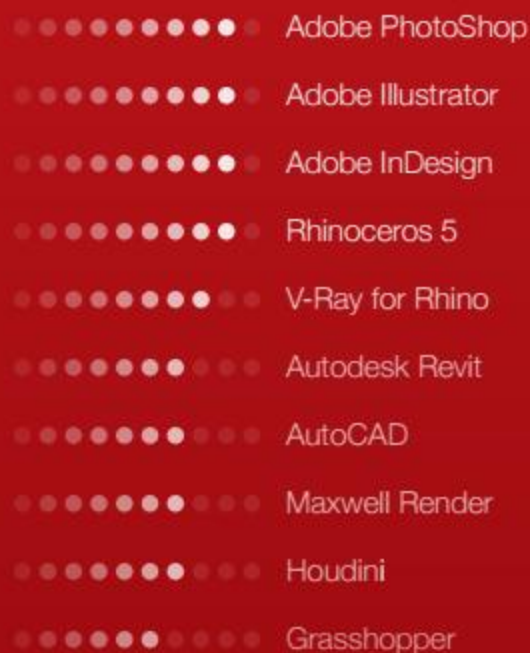 Adobe PhotoShop
Adobe Illustrator
Adobe InDesign
Rhinoceros 5
V-Ray for Rhino
Autodesk Revit
AutoCAD
Maxwell Render
Houdini
Grasshopper